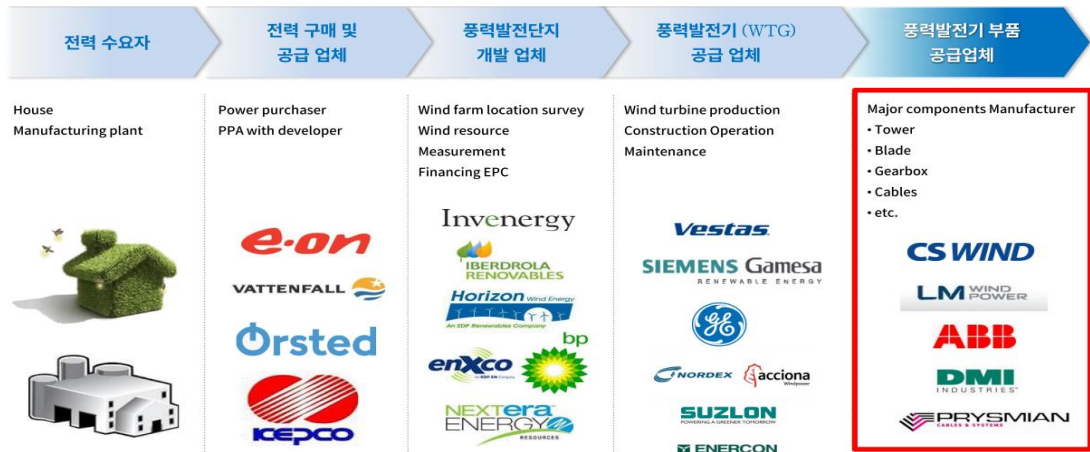 전력 수요자
전력 구매 및
공급 업체
풍력발전단지
개발 업체
풍력발전기 (WTG)
공급 업체
풍력발전기 부품
공급업체
House
Manufacturing plant
Power purchaser
PPA with developer
e·on
VATTENFALL
Ørsted
KEPCO
Wind farm location survey
Wind resource
Measurement
Financing EPC
Invenergy
IBERDROLA
RENOVABLES
Horizon Wind Energy
An EDP Renewables Company
bp
enXco
NEXTera
ENERGY
RESOURCES
Wind turbine production
Construction Operation
Maintenance
Vestas.
SIEMENS Gamesa
RENEWABLE ENERGY
GE
NORDEX
acciona
Windpower
SUZLON
POWERING A GREENER TOMORROW
ENERCON
Major components Manufacturer
• Tower
• Blade
• Gearbox
• Cables
• etc.
CS WIND
LM WIND
POWER
ABB
DMI
INDUSTRIES
PRYSMIAN
CABLES & SYSTEMS